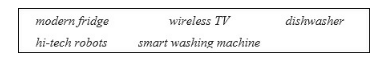 modern fridge wireless TV dishwasher
hi-tech robots smart washing machine